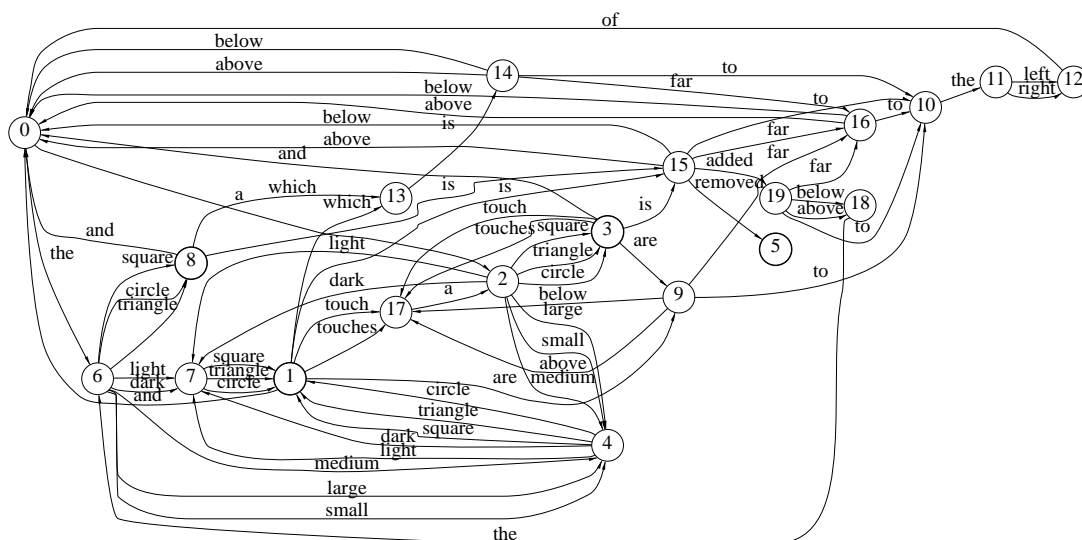 of
below
14
above
to
far
the
11
left
right
12
below
above
to
10
to
16
0
is
below
above
and
far
15
added
far
far
removed
19
below
above
18
to
which
is
is
a
13
which
touch
touches
square
triangle
circle
3
is
are
5
and
the
square
8
light
circle
triangle
dark
2
a
touch
17
touches
below
large
9
to
small
above
medium
6
light
dark
and
7
square
triangle
circle
1
are
circle
triangle
square
4
dark
light
medium
large
small
the